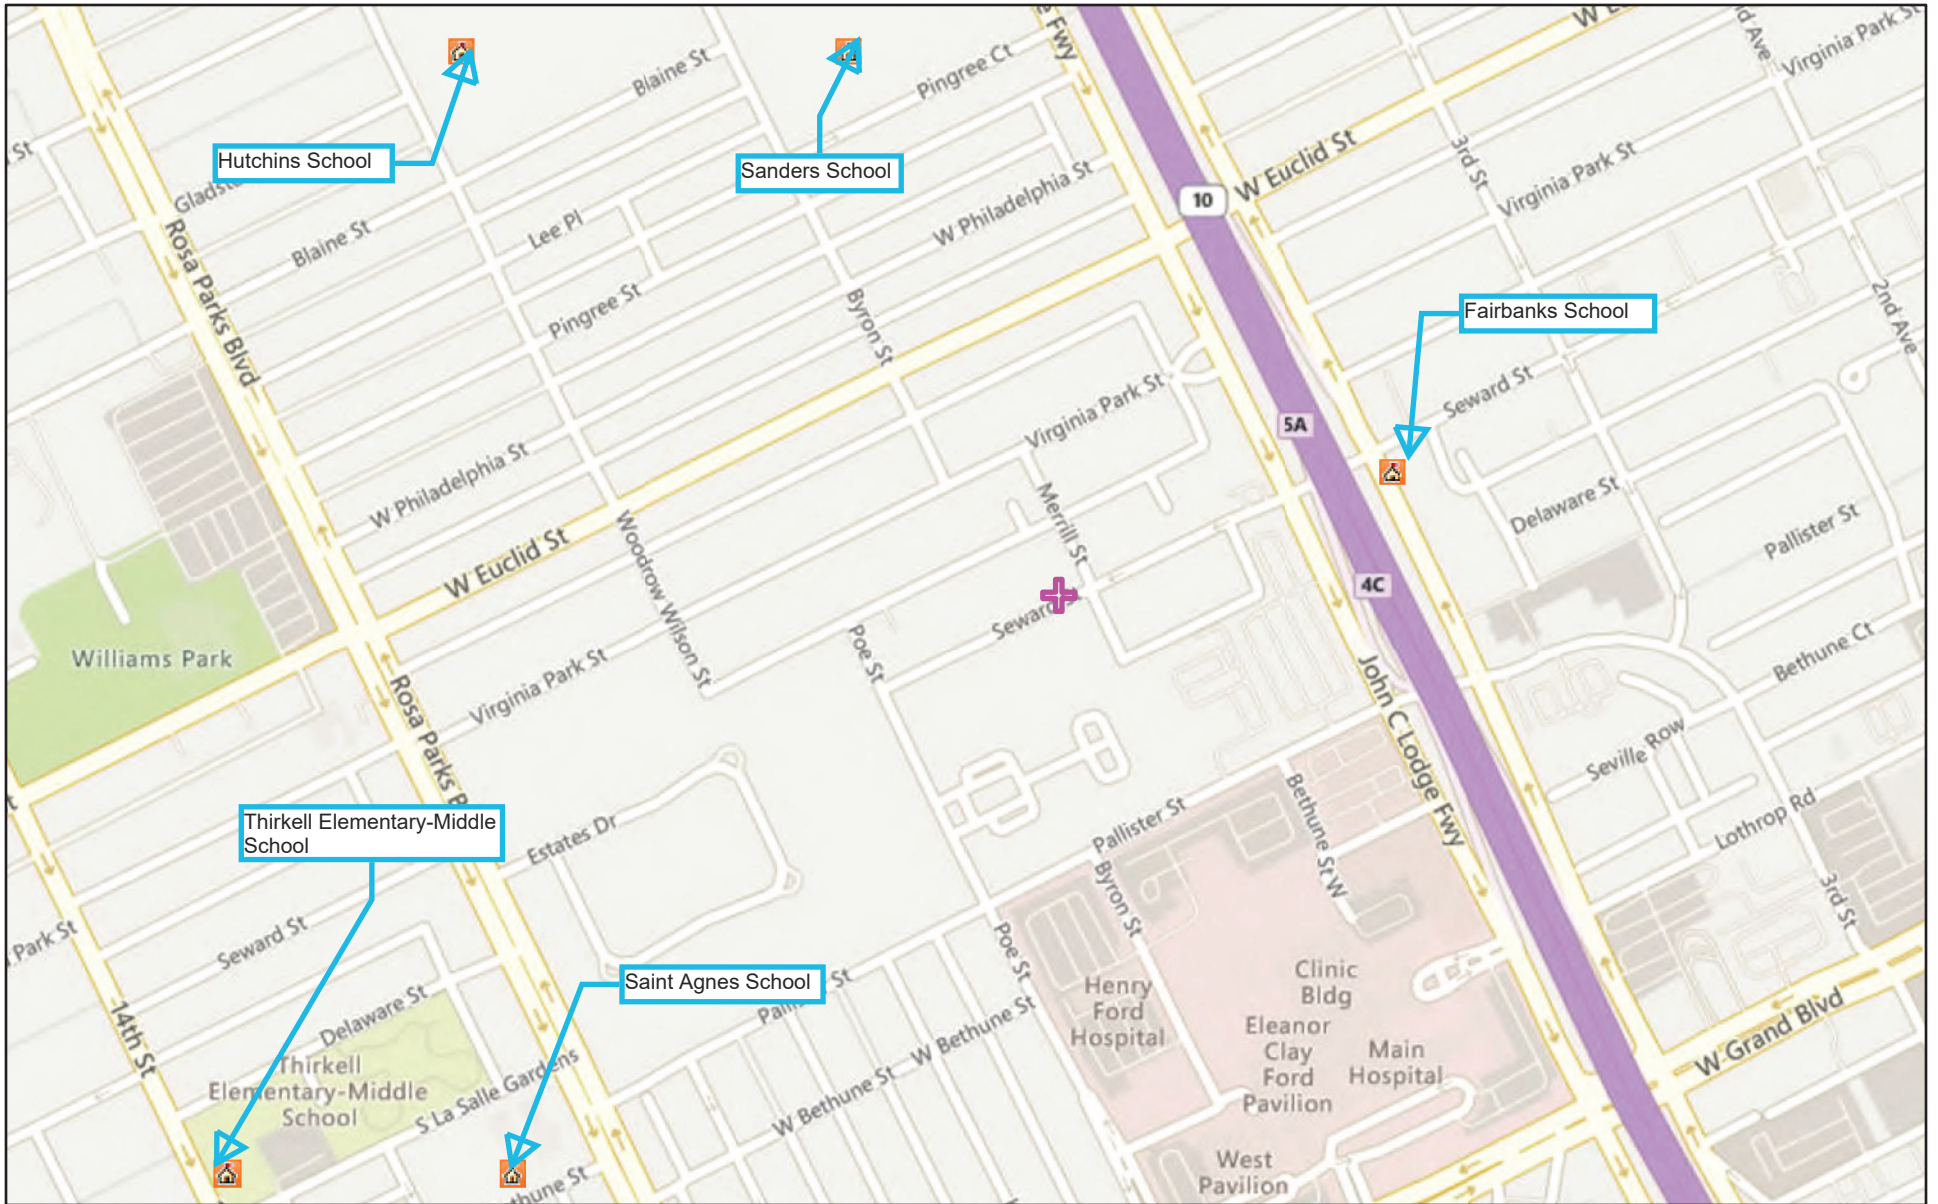 e Fwy
W E
nd Ave
Virginia Park St
Blaine St
Pingree Ct
Hutchins School
Sanders School
St
Gladst
10
W Euclid St
3rd St
Virginia Park St
W Philadelphia St
Lee Pl
Blaine St
Rosa Parks Blvd
Pingree St
Byron St
Fairbanks School
2nd Ave
Virginia Park St
Seward St
5A
W Philadelphia St
Merrill St
Delaware St
Pallister St
W Euclid St
Woodrow Wilson St
4C
Seward
Williams Park
Poe St
Virginia Park St
Rosa Parks B
John C Lodge Fwy
Bethune Ct
Seville Row
Thirkell Elementary-Middle
School
Estates Dr
Pallister St
Bethune St W
Byron St
Lothrop Rd
3rd St
Park St
Seward St
Saint Agnes School
St
Poe St
Henry
Ford
Hospital
Clinic
Bldg
Eleanor
Clay
Ford
Pavilion
Main
Hospital
14th St
Delaware St
W Bethune St
W Grand Blvd
Thirkell
Elementary-Middle
School
S La Salle Gardens
W Bethune St
West
Pavilion
thune St